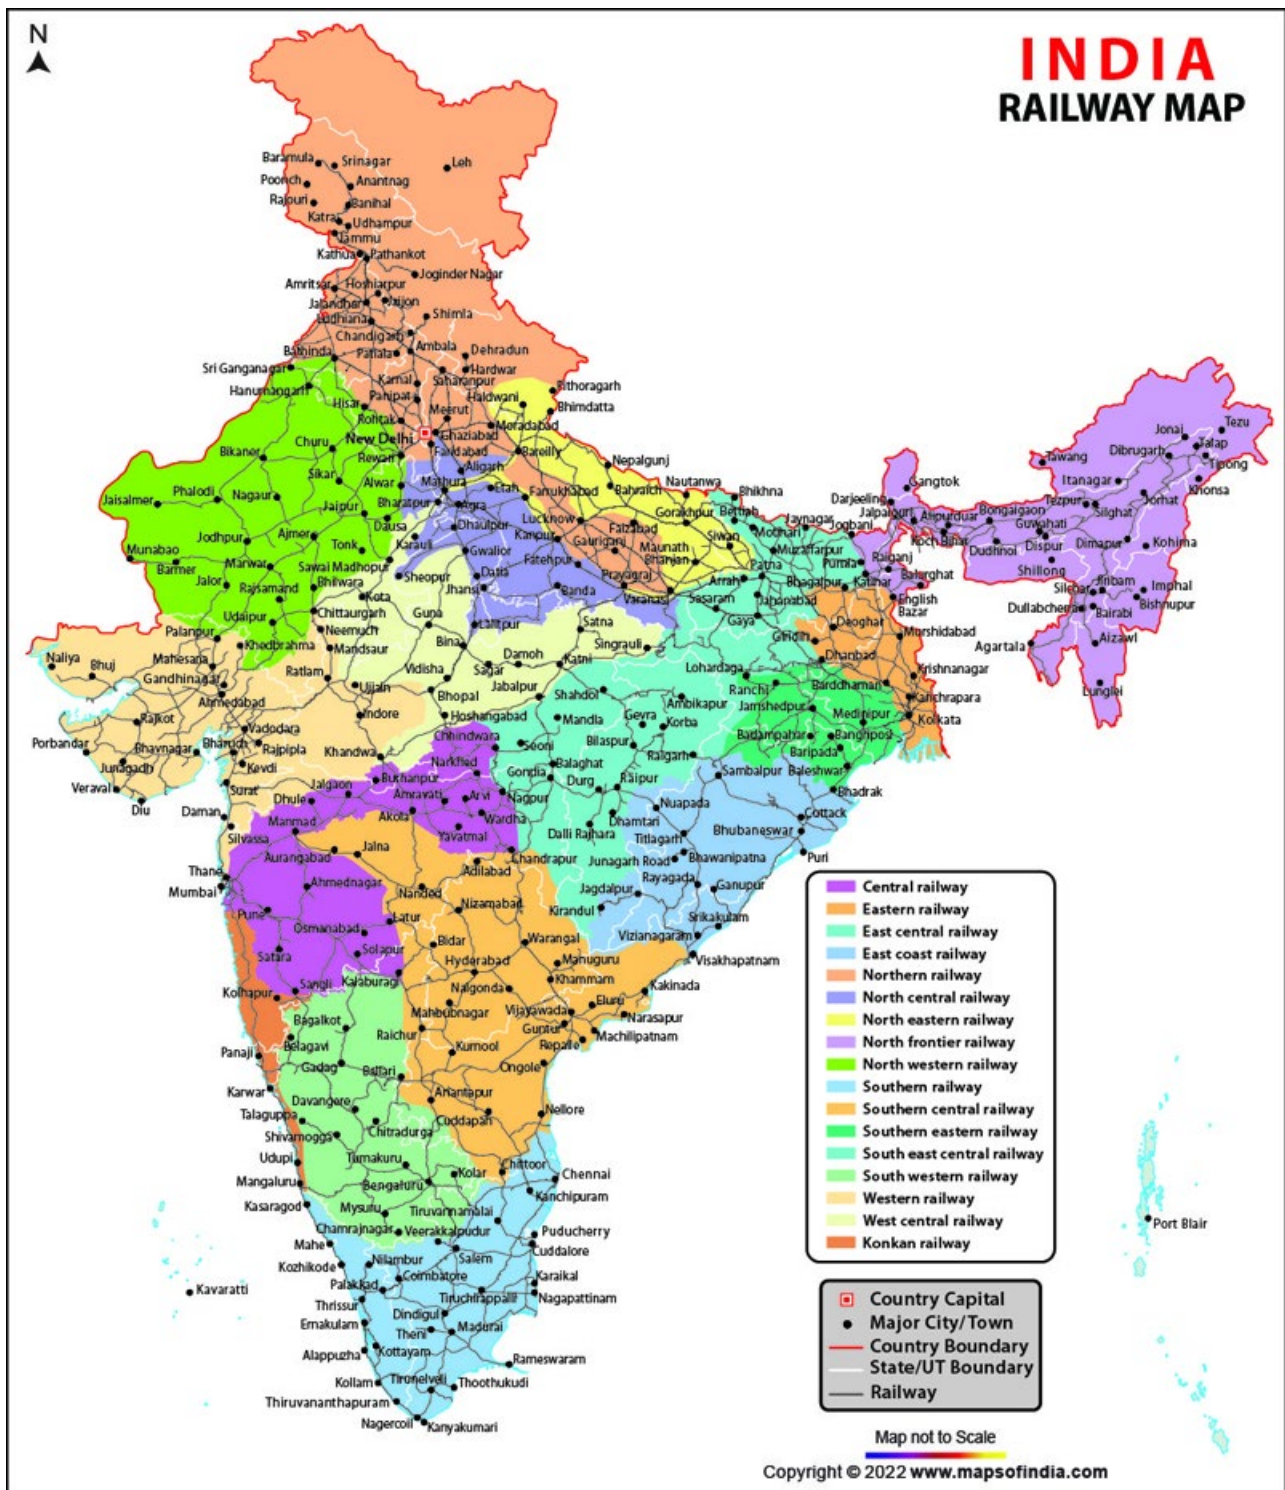 N
INDIA
RAILWAY MAP
Baramula
Srinagar
Leh
Poonch
Anantnag
Rajouri
Banihal
Katra
Udhampur
Jammu
Kathua
Pathankot
Joginder Nagar
Amritsar
Hoshiarpur
Jalandhar
Jaijon
Ludhiana
Shimla
Chandigarh
Ambala
Bathinda
Patiala
Dehradun
Sri Ganganagar
Hardwar
Hanumangarh
Karnal
Saharanpur
Pithoragarh
Panipat
Haldwani
Hisar
Meerut
Bhimdatta
Rohtak
Moradabad
New Delhi
Ghaziabad
Churu
Faridabad
Bareilly
Bikaner
Rewari
Nepalgunj
Sikar
Aligarh
Alwar
Mathura
Etah
Nautanwa
Jaisalmer
Phalodi
Nagaur
Farrukhabad
Bahraich
Bhikhna
Jaipur
Bharatpur
Agra
Gorakhpur
Bettiah
Jaynagar
Dausa
Dhaulpur
Lucknow
Faizabad
Motihari
Jogbani
Jodhpur
Ajmer
Karauli
Kanpur
Gauriganj
Siwan
Tonk
Gwalior
Maunath
Bhanjan
Muzaffarpur
Munabao
Marwar
Sawai Madhopur
Fatehpur
Patna
Purnia
Barmer
Sheopur
Datia
Prayagraj
Arrah
Bhagalpur
Katihar
Jalor
Rajsamand
Bhilwara
Jhansi
Banda
Varanasi
Sasaram
Jahanabad
Kota
Chittaurgarh
Guna
Gaya
Udaipur
Lalitpur
Satna
Giridih
Deoghar
Palanpur
Neemuch
Khedbrahma
Mandsaur
Bina
Singrauli
Dhanbad
Naliya
Bhuj
Mahesana
Vidisha
Damoh
Katni
Lohardaga
Gandhinagar
Ratlam
Sagar
Jabalpur
Shahdol
Ranchi
Barddhaman
Ahmedabad
Ujjain
Bhopal
Ambikapur
Jamshedpur
Rajkot
Indore
Hoshangabad
Mandla
Gevra
Korba
Medinipur
Vadodara
Chhindwara
Bilaspur
Badampahar
Bangriposi
Porbandar
Bhavnagar
Bharuch
Rajpipla
Khandwa
Seoni
Raigarh
Baripada
Junagadh
Kevdi
Narkhed
Balaghat
Sambalpur
Baleshwar
Gondia
Veraval
Surat
Jalgaon
Burhanpur
Durg
Raipur
Bhadrak
Diu
Dhule
Amravati
Arvi
Nagpur
Nuapada
Daman
Manmad
Akola
Wardha
Dhamtari
Cuttack
Silvassa
Yavatmal
Dalli Rajhara
Titlagarh
Bhubaneswar
Aurangabad
Jalna
Chandrapur
Junagarh Road
Bhawanipatna
Puri
Thane
Adilabad
Mumbai
Ahmednagar
Nanded
Jagdalpur
Rayagada
Gunupur
Pune
Latur
Nizamabad
Kirandul
Srikakulam
Osmanabad
Bidar
Warangal
Vizianagaram
Satara
Solapur
Hyderabad
Manuguru
Visakhapatnam
Kolhapur
Sangli
Kalaburagi
Khammam
Nalgonda
Kakinada
Bagalkot
Mahbubnagar
Vijayawada
Eluru
Raichur
Guntur
Narasapur
Belagavi
Machilipatnam
Panaji
Kurnool
Repalle
Gadag
Ballari
Ongole
Karwar
Davangere
Anantapur
Talaguppa
Cuddapah
Nellore
Shivamogga
Chitradurga
Udupi
Tumakuru
Kolar
Chittoor
Chennai
Mangaluru
Bengaluru
Kanchipuram
Kasaragod
Mysuru
Tiruvannamalai
Chamrajnagar
Veerakkalpudur
Puducherry
Mahe
Cuddalore
Nilambur
Salem
Kozhikode
Coimbatore
Karaikal
Palakkad
Tiruchirappalli
Nagapattinam
Thrissur
Dindigul
Ernakulam
Theni
Madurai
Alappuzha
Kottayam
Rameswaram
Kollam
Tirunelveli
Thoothukudi
Thiruvananthapuram
Nagercoil
Kanyakumari
Kavaratti
Gangtok
Darjeeling
Jalpaiguri
Alipurduar
Koch Bihar
Raiganj
Balurghat
English
Bazar
Murshidabad
Krishnanagar
Kanchrapara
Kolkata
Tezu
Jonai
Talap
Tawang
Dibrugarh
Tipong
Itanagar
Khonsa
Tezpur
Jorhat
Bongaigaon
Silghat
Guwahati
Dudhnoi
Dispur
Dimapur
Kohima
Shillong
Silchar
Jiribam
Imphal
Dullabchera
Bairabi
Bishnupur
Agartala
Aizawl
Lunglei
Port Blair
Central railway
Eastern railway
East central railway
East coast railway
Northern railway
North central railway
North eastern railway
North frontier railway
North western railway
Southern railway
Southern central railway
Southern eastern railway
South east central railway
South western railway
Western railway
West central railway
Konkan railway
Country Capital
Major City/Town
Country Boundary
State/UT Boundary
Railway
Map not to Scale
Copyright © 2022 www.mapsofindia.com